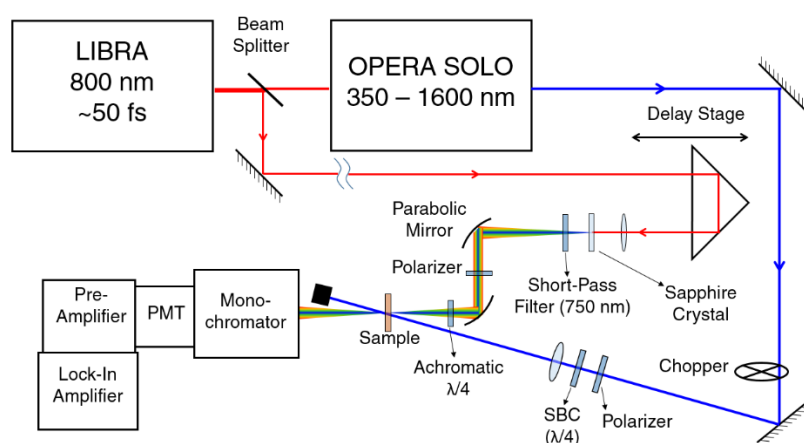 LIBRA
800 nm
~50 fs
Beam
Splitter
OPERA SOLO
350 – 1600 nm
Delay Stage
Parabolic
Mirror
Polarizer
Short-Pass
Filter (750 nm)
Sapphire
Crystal
Pre-
Amplifier
PMT
Mono-
chromator
Lock-In
Amplifier
Sample
Achromatic
λ/4
Chopper
SBC
(λ/4)
Polarizer